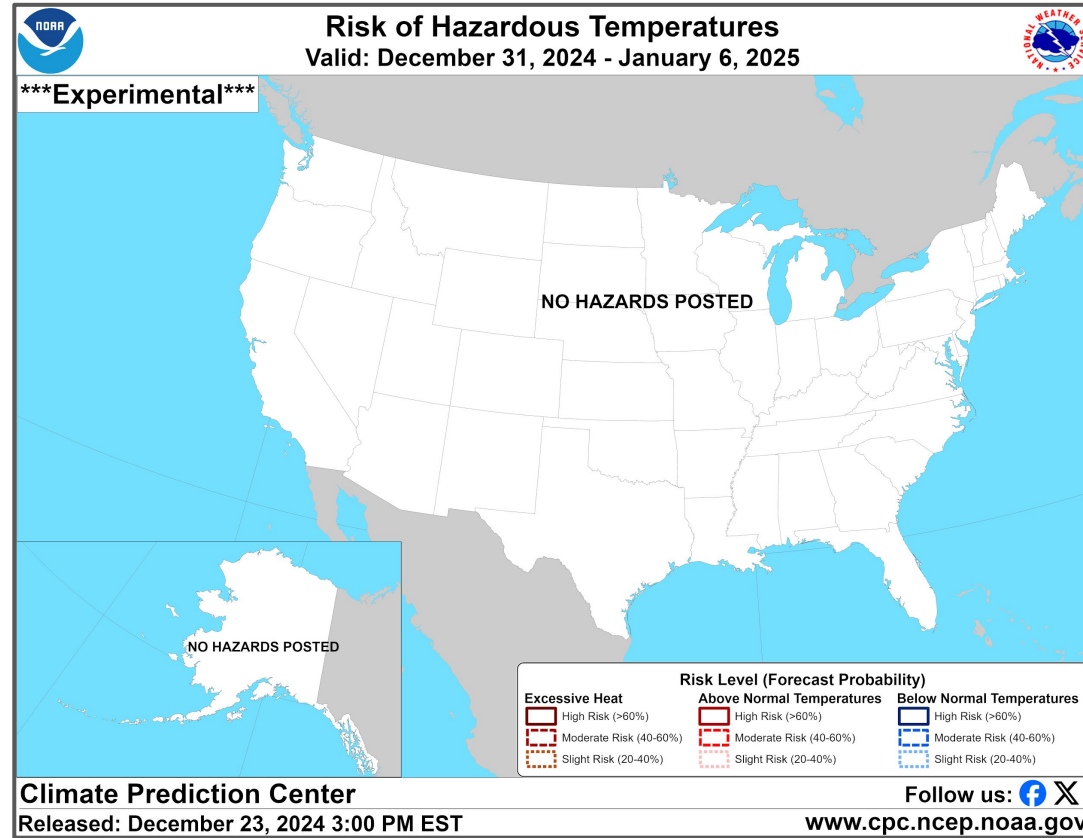 NOAA
Risk of Hazardous Temperatures
Valid: December 31, 2024 - January 6, 2025
NATIONAL WEATHER SERVICE
***Experimental***
NO HAZARDS POSTED
NO HAZARDS POSTED
Risk Level (Forecast Probability)
Excessive Heat Above Normal Temperatures Below Normal Temperatures
High Risk (>60%) High Risk (>60%) High Risk (>60%)
Moderate Risk (40-60%) Moderate Risk (40-60%) Moderate Risk (40-60%)
Slight Risk (20-40%) Slight Risk (20-40%) Slight Risk (20-40%)
Climate Prediction Center
Follow us:
Released: December 23, 2024 3:00 PM EST
www.cpc.ncep.noaa.gov